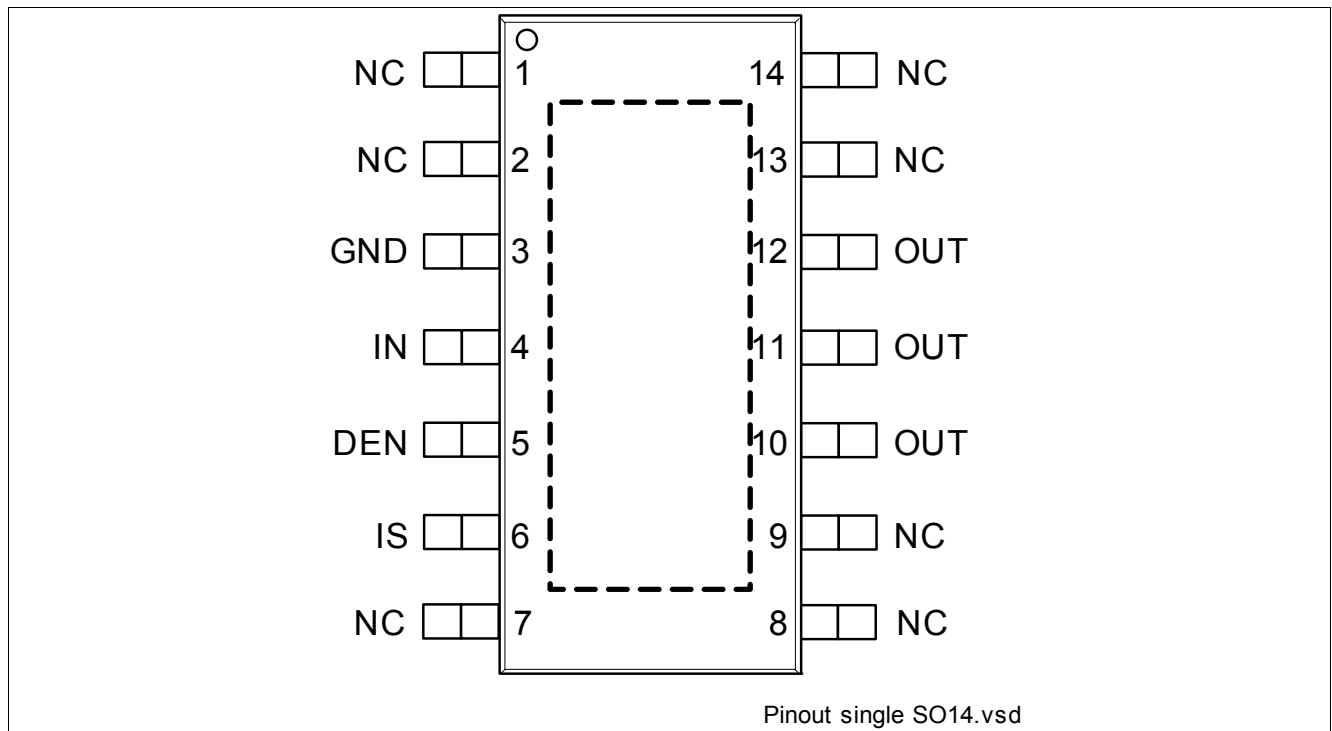 NC 1 14 NC
NC 2 13 NC
GND 3 12 OUT
IN 4 11 OUT
DEN 5 10 OUT
IS 6 9 NC
NC 7 8 NC
Pinout single SO14.vsd